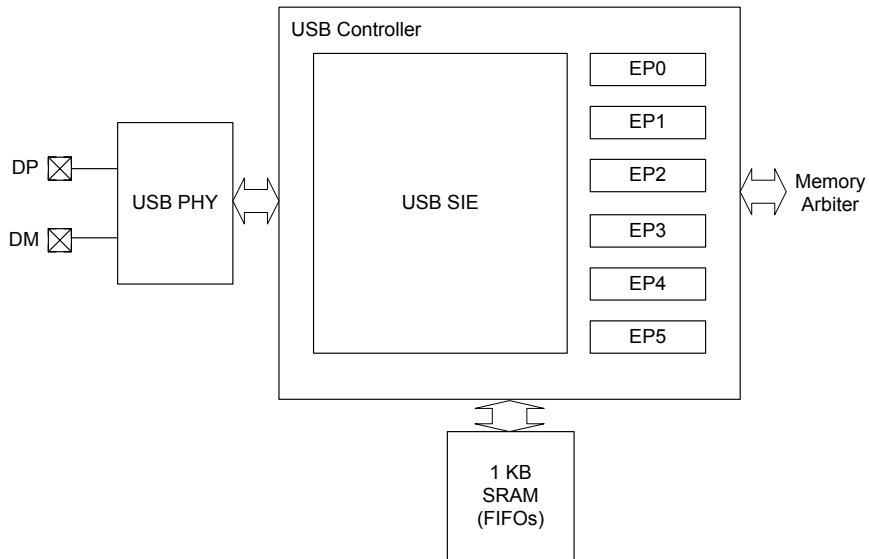 USB Controller
DP
DM
USB PHY
USB SIE
EP0
EP1
EP2
EP3
EP4
EP5
Memory
Arbiter
1 KB
SRAM
(FIFOs)